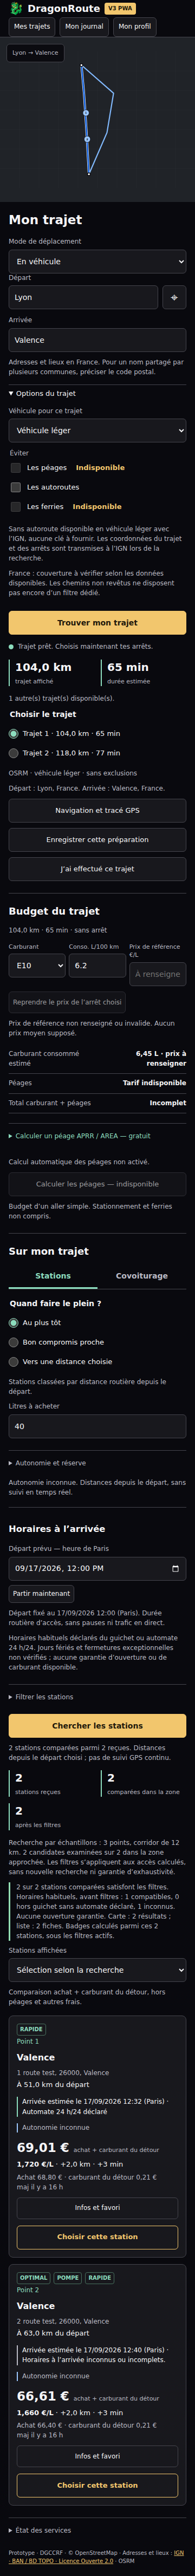 DragonRoute V3 PWA
Mes trajets
Mon journal
Mon profil
Lyon → Valence
Mon trajet
Mode de déplacement
En véhicule
Départ
Lyon
Arrivée
Valence
Adresses et lieux en France. Pour un nom partagé par
plusieurs communes, préciser le code postal.
▼ Options du trajet
Véhicule pour ce trajet
Véhicule léger
Éviter
Les péages Indisponible
Les autoroutes
Les ferries Indisponible
Sans autoroute disponible en véhicule léger avec
l’IGN, aucune clé à fournir. Les coordonnées du trajet
et des arrêts sont transmises à l’IGN lors de la
recherche.
France : couverture à vérifier selon les données
disponibles. Les chemins non revêtus ne disposent
pas encore d’un filtre dédié.
Trouver mon trajet
Trajet prêt. Choisis maintenant tes arrêts.
104,0 km
trajet affiché
65 min
durée estimée
1 autre(s) trajet(s) disponible(s).
Choisir le trajet
Trajet 1 · 104,0 km · 65 min
Trajet 2 · 118,0 km · 77 min
OSRM · véhicule léger · sans exclusions
Départ : Lyon, France. Arrivée : Valence, France.
Navigation et tracé GPS
Enregistrer cette préparation
J’ai effectué ce trajet
Budget du trajet
104,0 km · 65 min · sans arrêt
Carburant
Conso. L/100 km
Prix de référence
€/L
E10
6.2
À renseigne
Reprendre le prix de l’arrêt choisi
Prix de référence non renseigné ou invalide. Aucun
prix moyen supposé.
Carburant consommé
estimé
6,45 L · prix à
renseigner
Péages
Tarif indisponible
Total carburant + péages
Incomplet
▶ Calculer un péage APRR / AREA — gratuit
Calcul automatique des péages non activé.
Calculer les péages — indisponible
Budget d’un aller simple. Stationnement et ferries
non compris.
Sur mon trajet
Stations
Covoiturage
Quand faire le plein ?
Au plus tôt
Bon compromis proche
Vers une distance choisie
Stations classées par distance routière depuis le
départ.
Litres à acheter
40
▶ Autonomie et réserve
Autonomie inconnue. Distances depuis le départ, sans
suivi en temps réel.
Horaires à l’arrivée
Départ prévu — heure de Paris
09/17/2026, 12:00 PM
Partir maintenant
Départ fixé au 17/09/2026 12:00 (Paris). Durée
routière, sans pauses ni trafic en direct.
Horaires habituels déclarés du guichet ou automate
24 h/24. Jours fériés et fermetures exceptionnelles
non vérifiés ; aucune garantie d’ouverture ou de
carburant disponible.
▶ Filtrer les stations
Chercher les stations
2 stations comparées parmi 2 reçues. Distances
depuis le départ choisi ; pas de suivi GPS continu.
2
stations reçues
2
comparées dans la zone
2
après les filtres
Recherche par échantillons : 3 points, corridor de 12
km. 2 candidates examinées sur 2 dans la zone
approchée. Les filtres s’appliquent aux accès calculés,
sans nouvelle recherche ni garantie d’exhaustivité.
2 sur 2 stations comparées satisfont les filtres.
Horaires habituels, avant filtres : 1 compatibles, 0
hors guichet sans automate déclaré, 1 inconnus.
Aucune ouverture garantie. Carte : 2 résultats ;
liste : 2 fiches. Badges calculés parmi ces 2
stations, sous les filtres actifs.
Stations affichées
Sélection selon la recherche
Comparaison achat + carburant du détour, hors
péages et autres frais.
RAPIDE
Point 1
Valence
1 route test, 26000, Valence
À 51,0 km du départ
Arrivée estimée le 17/09/2026 12:32 (Paris) ·
Automate 24 h/24 déclaré
Autonomie inconnue
69,01 € achat + carburant du détour
1,720 €/L · +2,0 km · +3 min
Achat 68,80 € · carburant du détour 0,21 €
maj il y a 16 h
Infos et favori
Choisir cette station
OPTIMAL POMPE RAPIDE
Point 2
Valence
2 route test, 26000, Valence
À 63,0 km du départ
Arrivée estimée le 17/09/2026 12:40 (Paris) ·
Horaires à l’arrivée inconnus ou incomplets.
Autonomie inconnue
66,61 € achat + carburant du détour
1,660 €/L · +2,0 km · +3 min
Achat 66,40 € · carburant du détour 0,21 €
maj il y a 16 h
Infos et favori
Choisir cette station
▶ État des services
Prototype · DGCCRF · © OpenStreetMap · Adresses et lieux : IGN
· BAN / BD TOPO · Licence Ouverte 2.0 · OSRM